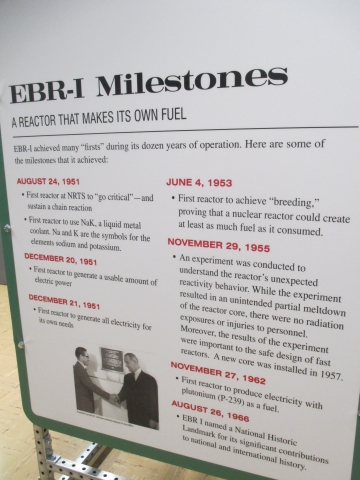 EBR-I Milestones
A REACTOR THAT MAKES ITS OWN FUEL
EBR-I achieved many “firsts” during its dozen years of operation. Here are some of
the milestones that it achieved:
AUGUST 24, 1951
• First reactor at NRTS to “go critical”—and
sustain a chain reaction
• First reactor to use NaK, a liquid metal
coolant. Na and K are the symbols for the
elements sodium and potassium.
DECEMBER 20, 1951
• First reactor to generate a usable amount of
electric power
DECEMBER 21, 1951
• First reactor to generate all electricity for
its own needs
JUNE 4, 1953
• First reactor to achieve “breeding,”
proving that a nuclear reactor could create
at least as much fuel as it consumed.
NOVEMBER 29, 1955
• An experiment was conducted to
understand the reactor’s unexpected
reactivity behavior. While the experiment
resulted in an unintended partial meltdown
of the reactor core, there were no radiation
exposures or injuries to personnel.
Moreover, the results of the experiment
were important to the safe design of fast
reactors. A new core was installed in 1957.
NOVEMBER 27, 1962
• First reactor to produce electricity with
plutonium (P-239) as a fuel.
AUGUST 26, 1966
• EBR I named a National Historic
Landmark for its significant contributions
to national and international history.